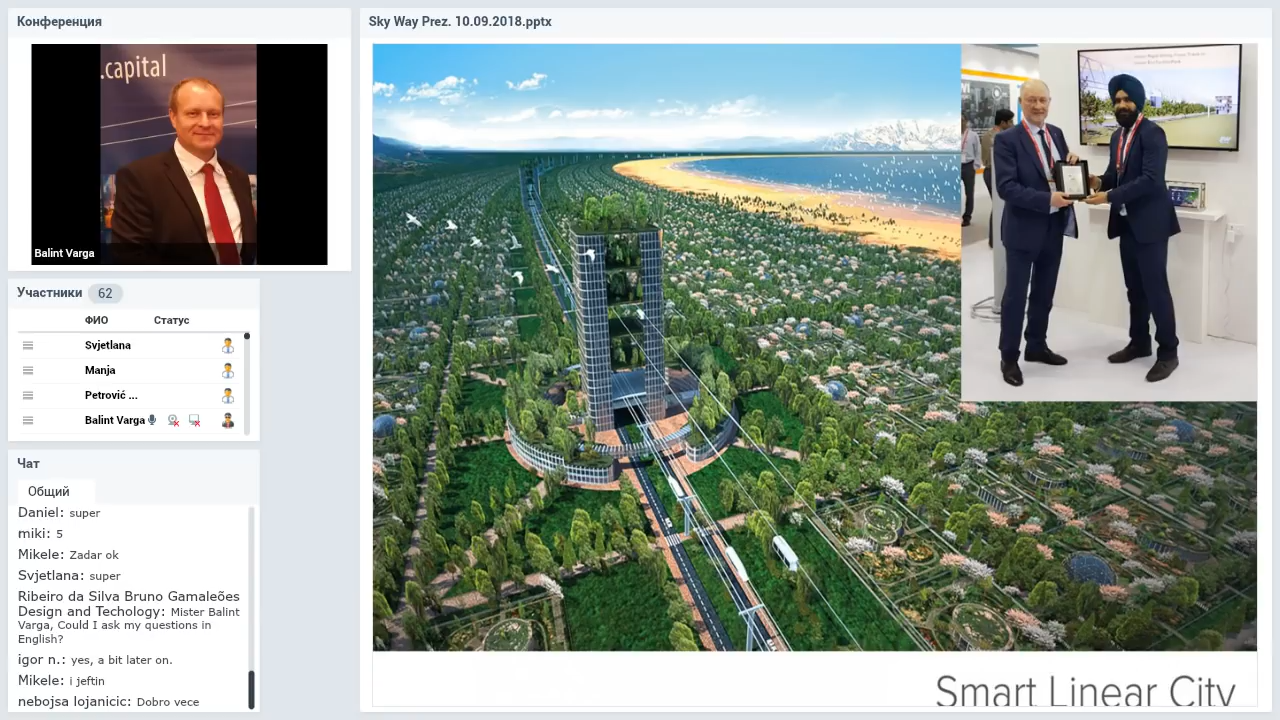 Конференция
.capital
Balint Varga
Участники 62
ФИО Статус
Svjetlana
Manja
Petrović ...
Balint Varga
Чат
Общий
Daniel: super
miki: 5
Mikele: Zadar ok
Svjetlana: super
Ribeiro da Silva Bruno Gamaleões
Design and Techology: Mister Balint
Varga, Could I ask my questions in
English?
igor n.: yes, a bit later on.
Mikele: i jeftin
nebojsa lojanicic: Dobro vece
Sky Way Prez. 10.09.2018.pptx
Smart Linear City